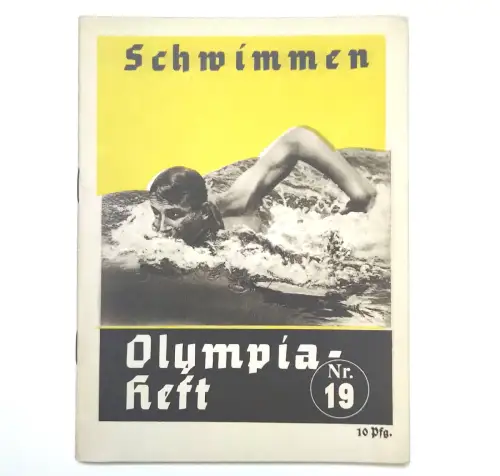 Schwimmen
Olympia-
Heft
Nr.
19
10 Pfg.